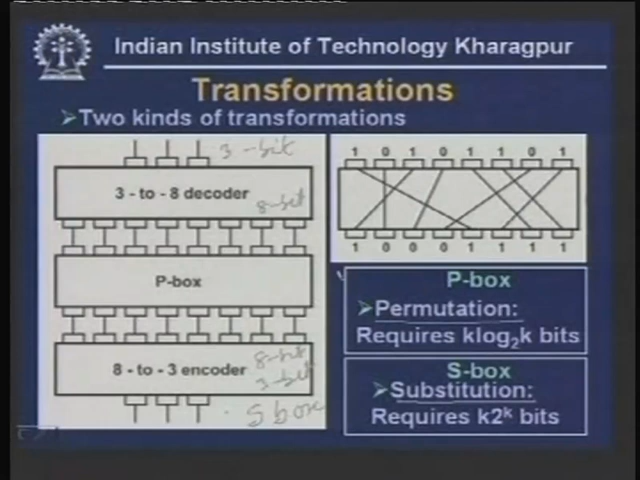 Indian Institute of Technology Kharagpur
Transformations
➢Two kinds of transformations
3-bit
3 - to - 8 decoder
8-bit
P-box
8 - to - 3 encoder
8-bit
3-bit
S box
1 0 1 0 1 1 0 1
1 0 0 0 1 1 1 1
P-box
➢Permutation:
Requires klog₂k bits
S-box
➢Substitution:
Requires k2ᵏ bits